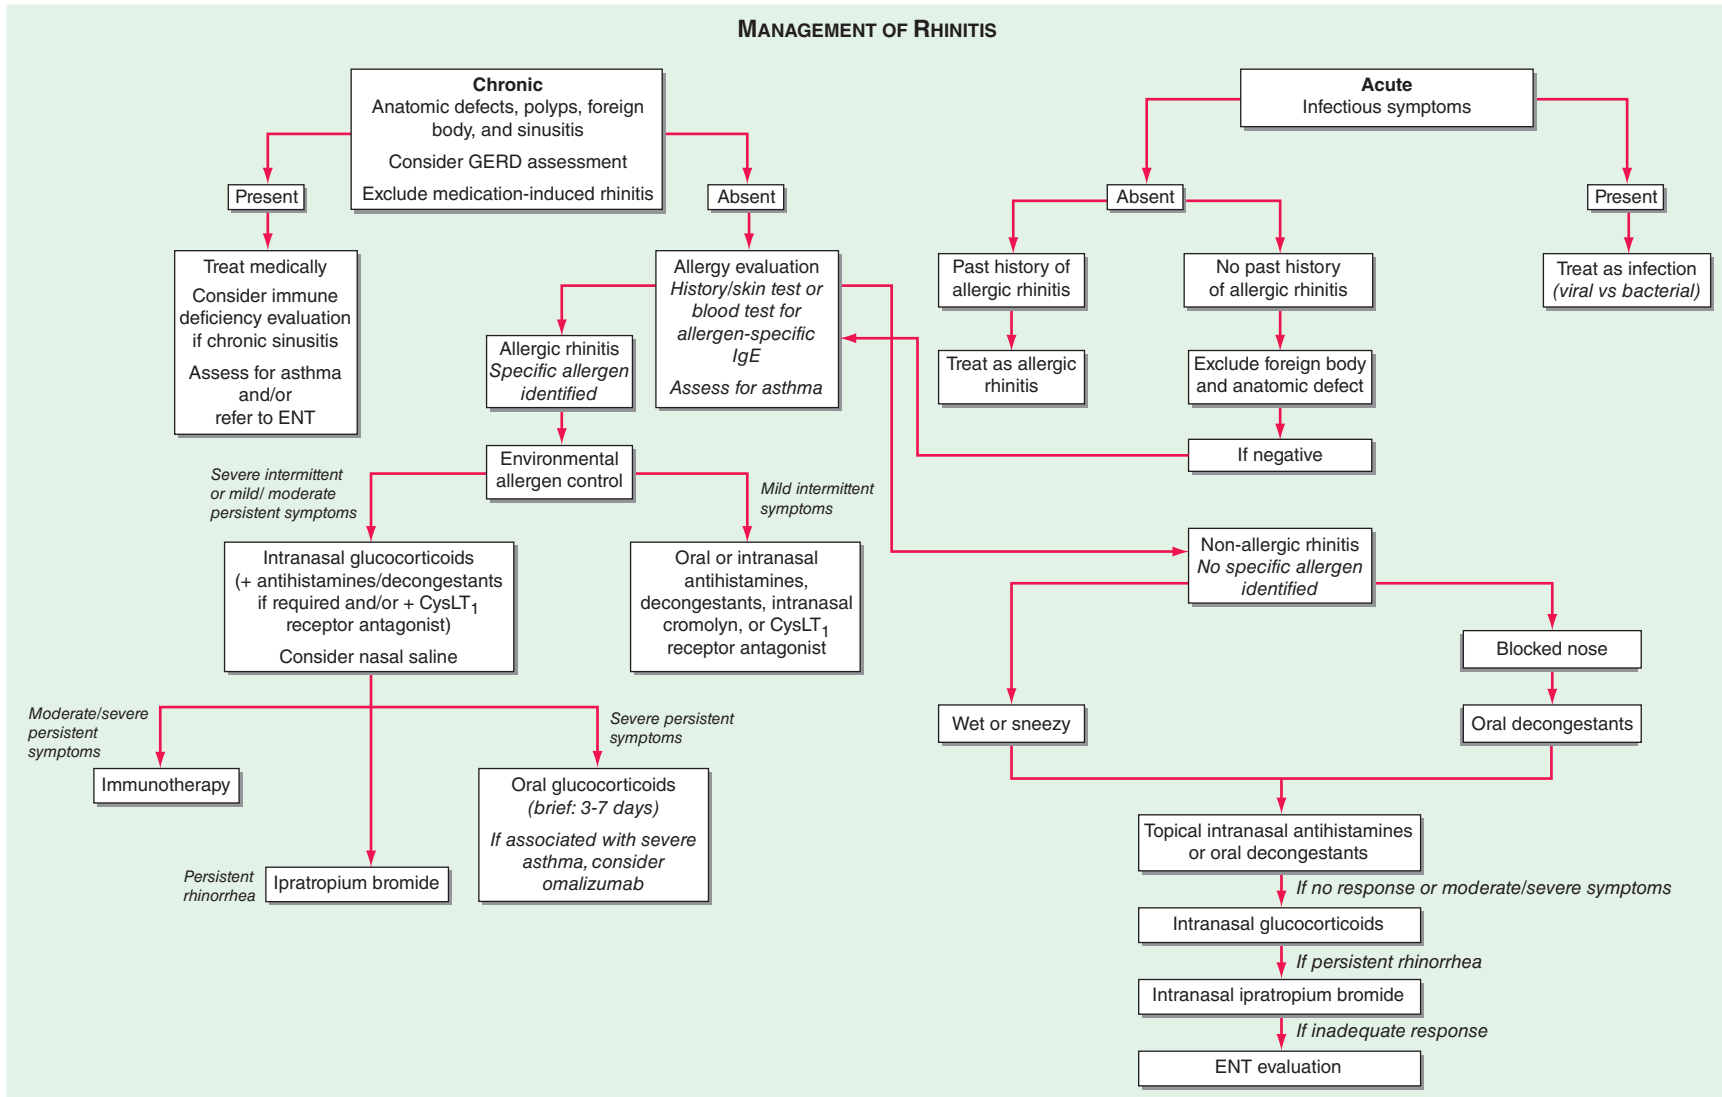 MANAGEMENT OF RHINITIS
Chronic
Anatomic defects, polyps, foreign
body, and sinusitis
Consider GERD assessment
Exclude medication-induced rhinitis
Present
Absent
Treat medically
Consider immune
deficiency evaluation
if chronic sinusitis
Assess for asthma
and/or
refer to ENT
Allergy evaluation
History/skin test or
blood test for
allergen-specific
IgE
Assess for asthma
Allergic rhinitis
Specific allergen
identified
Environmental
allergen control
Severe intermittent
or mild/ moderate
persistent symptoms
Mild intermittent
symptoms
Intranasal glucocorticoids
(+ antihistamines/decongestants
if required and/or + CysLT1
receptor antagonist)
Consider nasal saline
Oral or intranasal
antihistamines,
decongestants, intranasal
cromolyn, or CysLT1
receptor antagonist
Moderate/severe
persistent
symptoms
Immunotherapy
Persistent
rhinorrhea
Ipratropium bromide
Severe persistent
symptoms
Oral glucocorticoids
(brief: 3-7 days)
If associated with severe
asthma, consider
omalizumab
Acute
Infectious symptoms
Absent
Present
Past history of
allergic rhinitis
Treat as allergic
rhinitis
No past history
of allergic rhinitis
Exclude foreign body
and anatomic defect
If negative
Treat as infection
(viral vs bacterial)
Non-allergic rhinitis
No specific allergen
identified
Wet or sneezy
Blocked nose
Oral decongestants
Topical intranasal antihistamines
or oral decongestants
If no response or moderate/severe symptoms
Intranasal glucocorticoids
If persistent rhinorrhea
Intranasal ipratropium bromide
If inadequate response
ENT evaluation